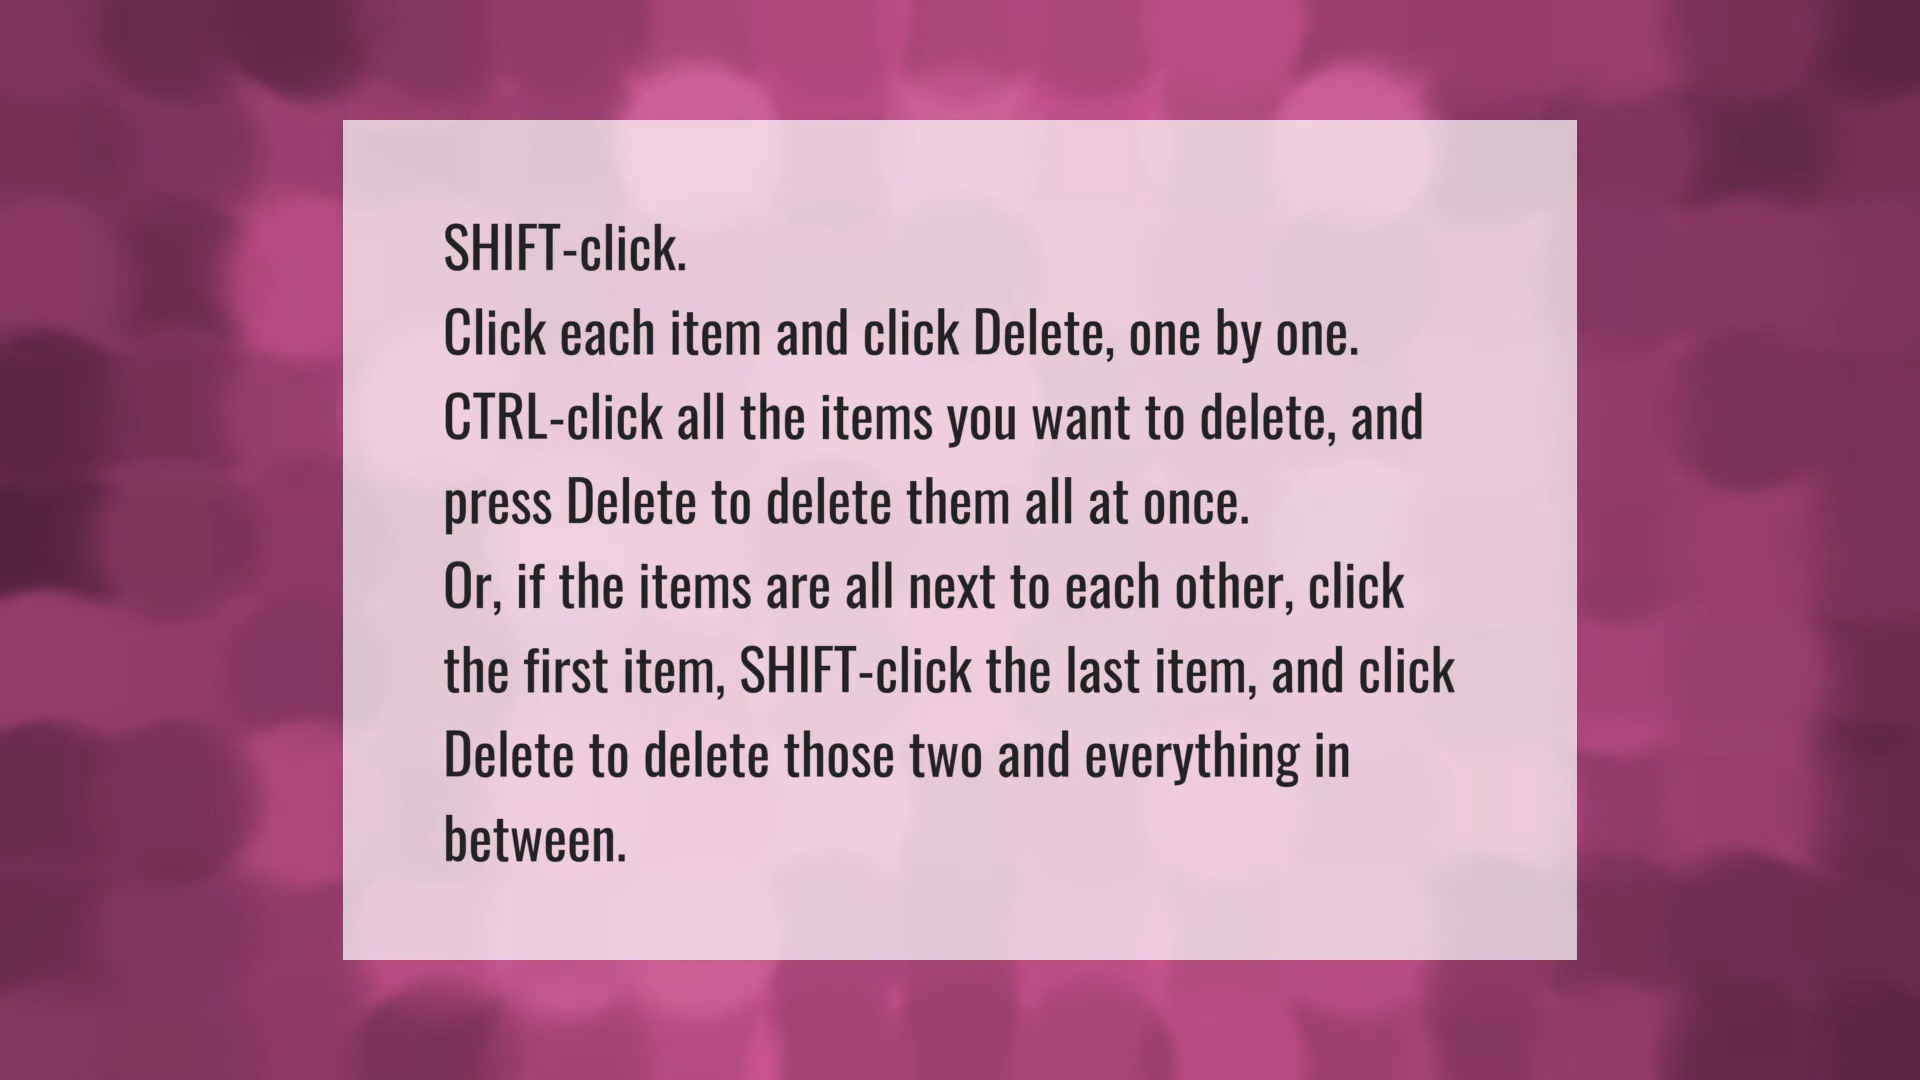 SHIFT-click.
Click each item and click Delete, one by one.
CTRL-click all the items you want to delete, and
press Delete to delete them all at once.
Or, if the items are all next to each other, click
the first item, SHIFT-click the last item, and click
Delete to delete those two and everything in
between.